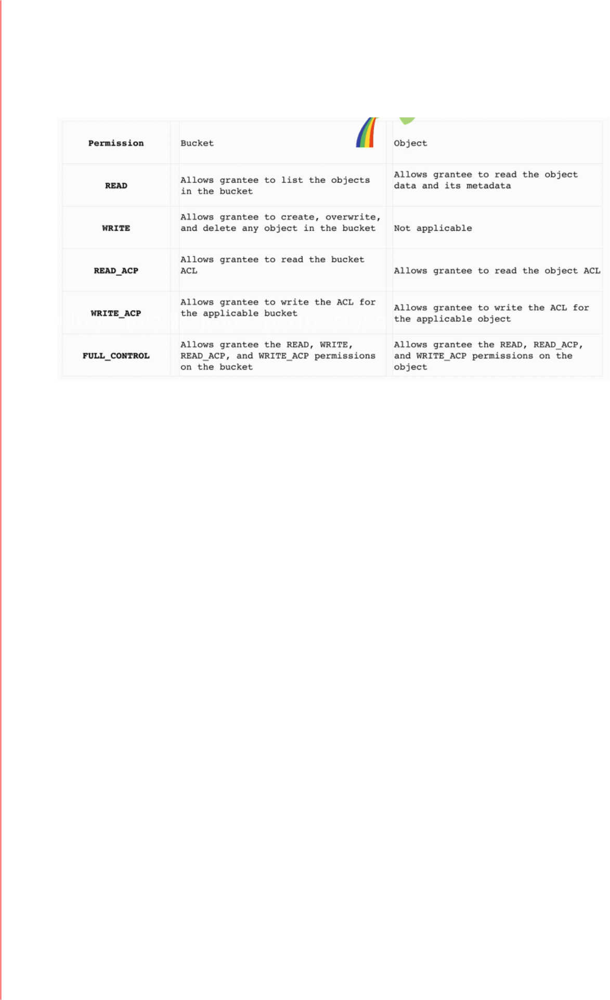 Permission Bucket Object
READ
Allows grantee to list the objects
in the bucket
Allows grantee to read the object
data and its metadata
WRITE
Allows grantee to create, overwrite,
and delete any object in the bucket
Not applicable
READ_ACP
Allows grantee to read the bucket
ACL
Allows grantee to read the object ACL
WRITE_ACP
Allows grantee to write the ACL for
the applicable bucket
Allows grantee to write the ACL for
the applicable object
FULL_CONTROL
Allows grantee the READ, WRITE,
READ_ACP, and WRITE_ACP permissions
on the bucket
Allows grantee the READ, READ_ACP,
and WRITE_ACP permissions on the
object
• Inflexible & Simple permissions